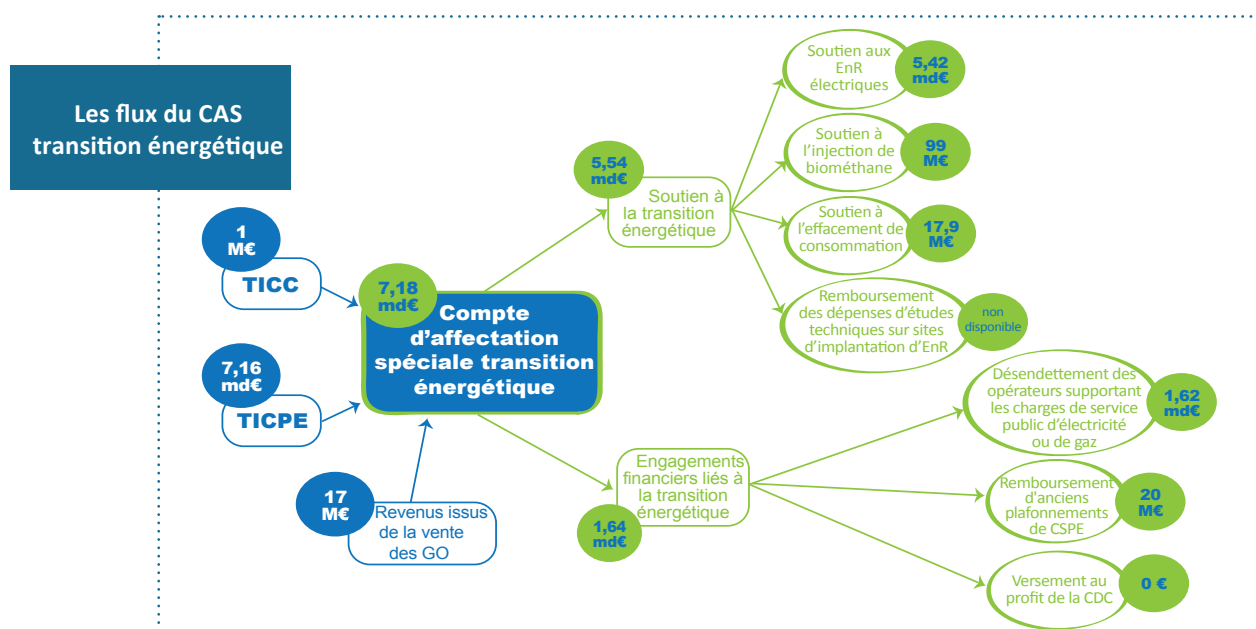 Les flux du CAS
transition énergétique
1
M€
TICC
7,16
md€
TICPE
17
M€
Revenus issus
de la vente
des GO
7,18
md€
Compte
d’affectation
spéciale transition
énergétique
5,54
md€
Soutien à
la transition
énergétique
Soutien aux
EnR
électriques
5,42
md€
Soutien à
l’injection de
biométhane
99
M€
Soutien à
l’effacement de
consommation
17,9
M€
Remboursement
des dépenses d’études
techniques sur sites
d’implantation d’EnR
non
disponible
Engagements
financiers liés à
la transition
énergétique
1,64
md€
Désendettement des
opérateurs supportant
les charges de service
public d’électricité
ou de gaz
1,62
md€
Remboursement
d'anciens
plafonnements
de CSPE
20
M€
Versement au
profit de la CDC
0 €